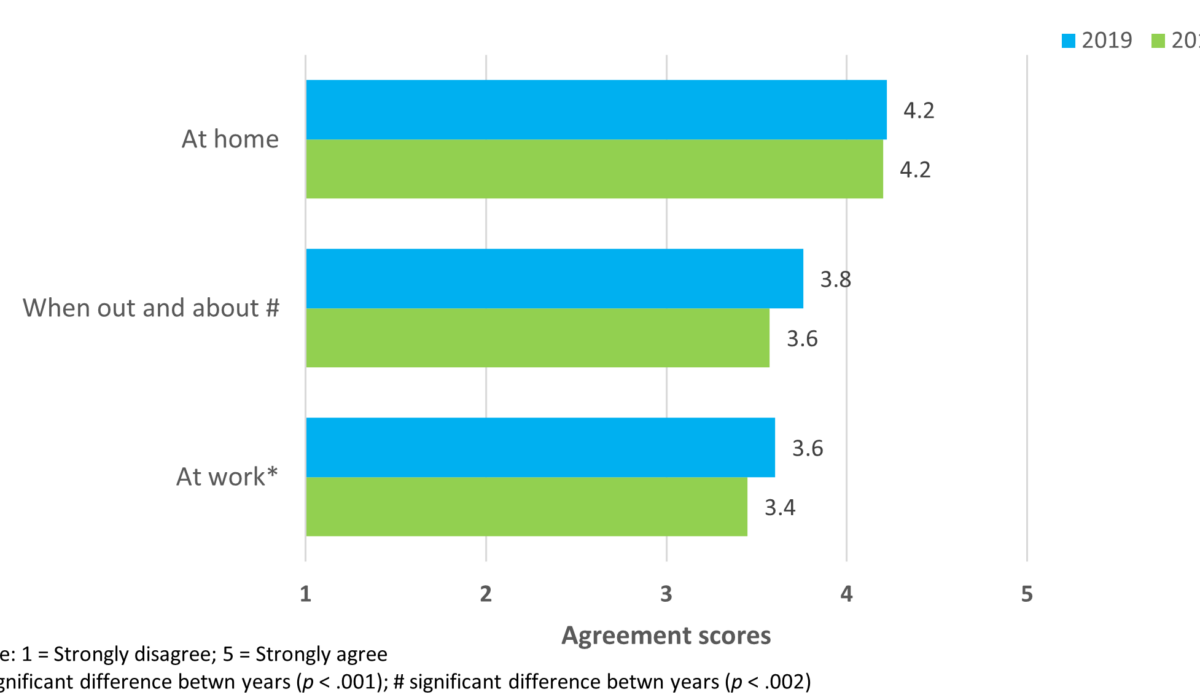 2019
At home
4.2
4.2
When out and about #
3.8
3.6
At work*
3.6
3.4
1 2 3 4 5
Agreement scores
1 = Strongly disagree; 5 = Strongly agree
difference betwn years (p < .001); # significant difference betwn years (p < .002)